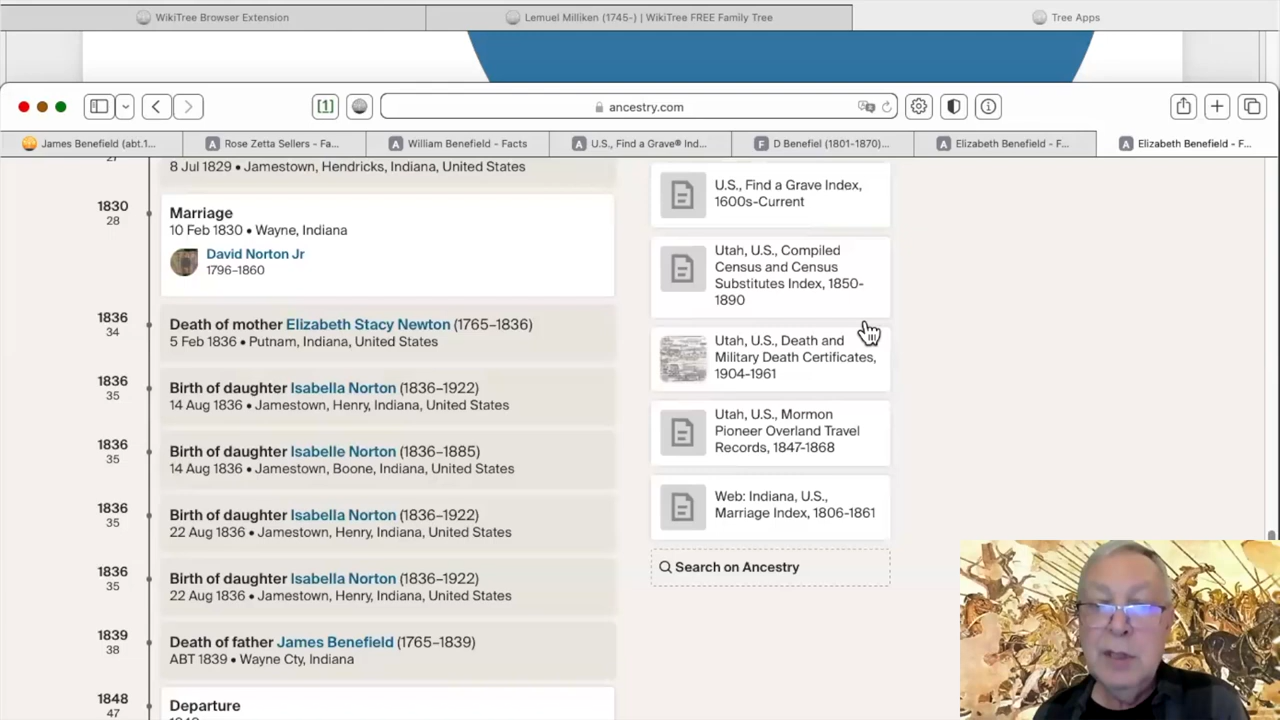 WikiTree Browser Extension
Lemuel Milliken (1745-) | WikiTree FREE Family Tree
Tree Apps
[1]
ancestry.com
James Benefield (abt.1...
Rose Zetta Sellers - Fa...
William Benefield - Facts
U.S., Find a Grave® Ind...
D Benefiel (1801-1870)...
Elizabeth Benefield - F...
Elizabeth Benefield - F...
8 Jul 1829 • Jamestown, Hendricks, Indiana, United States
1830
28
Marriage
10 Feb 1830 • Wayne, Indiana
David Norton Jr
1796–1860
1836
34
Death of mother Elizabeth Stacy Newton (1765–1836)
5 Feb 1836 • Putnam, Indiana, United States
1836
35
Birth of daughter Isabella Norton (1836–1922)
14 Aug 1836 • Jamestown, Henry, Indiana, United States
1836
35
Birth of daughter Isabelle Norton (1836–1885)
14 Aug 1836 • Jamestown, Boone, Indiana, United States
1836
35
Birth of daughter Isabella Norton (1836–1922)
22 Aug 1836 • Jamestown, Henry, Indiana, United States
1836
35
Birth of daughter Isabella Norton (1836–1922)
22 Aug 1836 • Jamestown, Henry, Indiana, United States
1839
38
Death of father James Benefield (1765–1839)
ABT 1839 • Wayne Cty, Indiana
1848
47
Departure
U.S., Find a Grave Index,
1600s-Current
Utah, U.S., Compiled
Census and Census
Substitutes Index, 1850-
1890
Utah, U.S., Death and
Military Death Certificates,
1904-1961
Utah, U.S., Mormon
Pioneer Overland Travel
Records, 1847-1868
Web: Indiana, U.S.,
Marriage Index, 1806-1861
Search on Ancestry